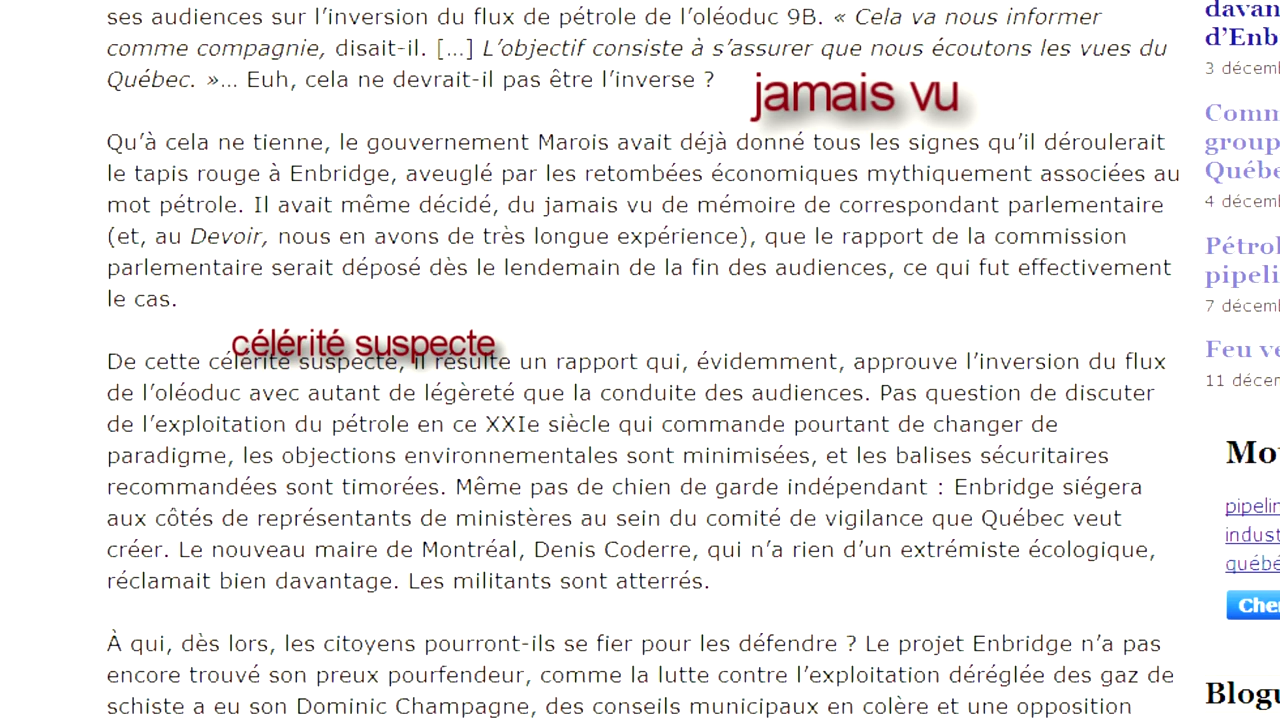 ses audiences sur l’inversion du flux de pétrole de l’oléoduc 9B. « Cela va nous informer
comme compagnie, disait-il. [...] L’objectif consiste à s’assurer que nous écoutons les vues du
Québec. »... Euh, cela ne devrait-il pas être l’inverse ?
jamais vu
Qu’à cela ne tienne, le gouvernement Marois avait déjà donné tous les signes qu’il déroulerait
le tapis rouge à Enbridge, aveuglé par les retombées économiques mythiquement associées au
mot pétrole. Il avait même décidé, du jamais vu de mémoire de correspondant parlementaire
(et, au Devoir, nous en avons de très longue expérience), que le rapport de la commission
parlementaire serait déposé dès le lendemain de la fin des audiences, ce qui fut effectivement
le cas.
célérité suspecte
De cette célérité suspecte, il résulte un rapport qui, évidemment, approuve l’inversion du flux
de l’oléoduc avec autant de légèreté que la conduite des audiences. Pas question de discuter
de l’exploitation du pétrole en ce XXIe siècle qui commande pourtant de changer de
paradigme, les objections environnementales sont minimisées, et les balises sécuritaires
recommandées sont timorées. Même pas de chien de garde indépendant : Enbridge siégera
aux côtés de représentants de ministères au sein du comité de vigilance que Québec veut
créer. Le nouveau maire de Montréal, Denis Coderre, qui n’a rien d’un extrémiste écologique,
réclamait bien davantage. Les militants sont atterrés.
À qui, dès lors, les citoyens pourront-ils se fier pour les défendre ? Le projet Enbridge n’a pas
encore trouvé son preux pourfendeur, comme la lutte contre l’exploitation déréglée des gaz de
schiste a eu son Dominic Champagne, des conseils municipaux en colère et une opposition
davan
d’Enb
3 décem
Comm
group
Québe
4 décem
Pétrol
pipeli
7 décem
Feu ve
11 décem
Mo
pipelin
indust
québé
Cher
Blogu